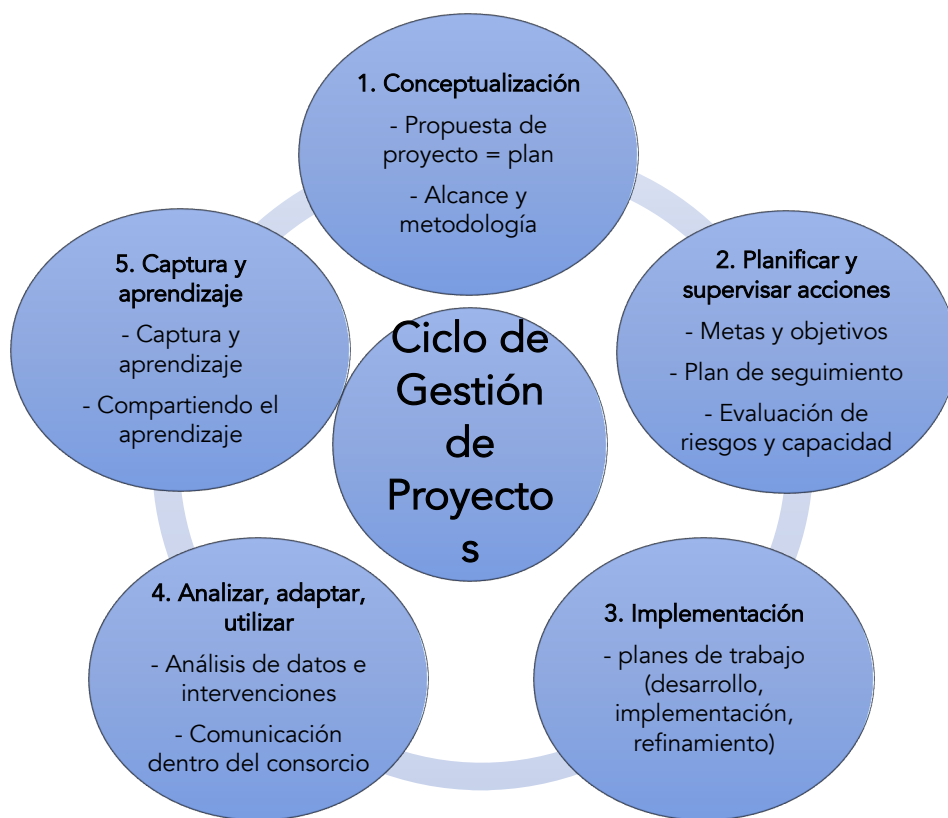 1. Conceptualización
- Propuesta de
proyecto = plan
- Alcance y
metodología
2. Planificar y
supervisar acciones
- Metas y objetivos
- Plan de seguimiento
- Evaluación de
riesgos y capacidad
3. Implementación
- planes de trabajo
(desarrollo,
implementación,
refinamiento)
4. Analizar, adaptar,
utilizar
- Análisis de datos e
intervenciones
- Comunicación
dentro del consorcio
5. Captura y
aprendizaje
- Captura y
aprendizaje
- Compartiendo el
aprendizaje
Ciclo de
Gestión
de
Proyecto
s